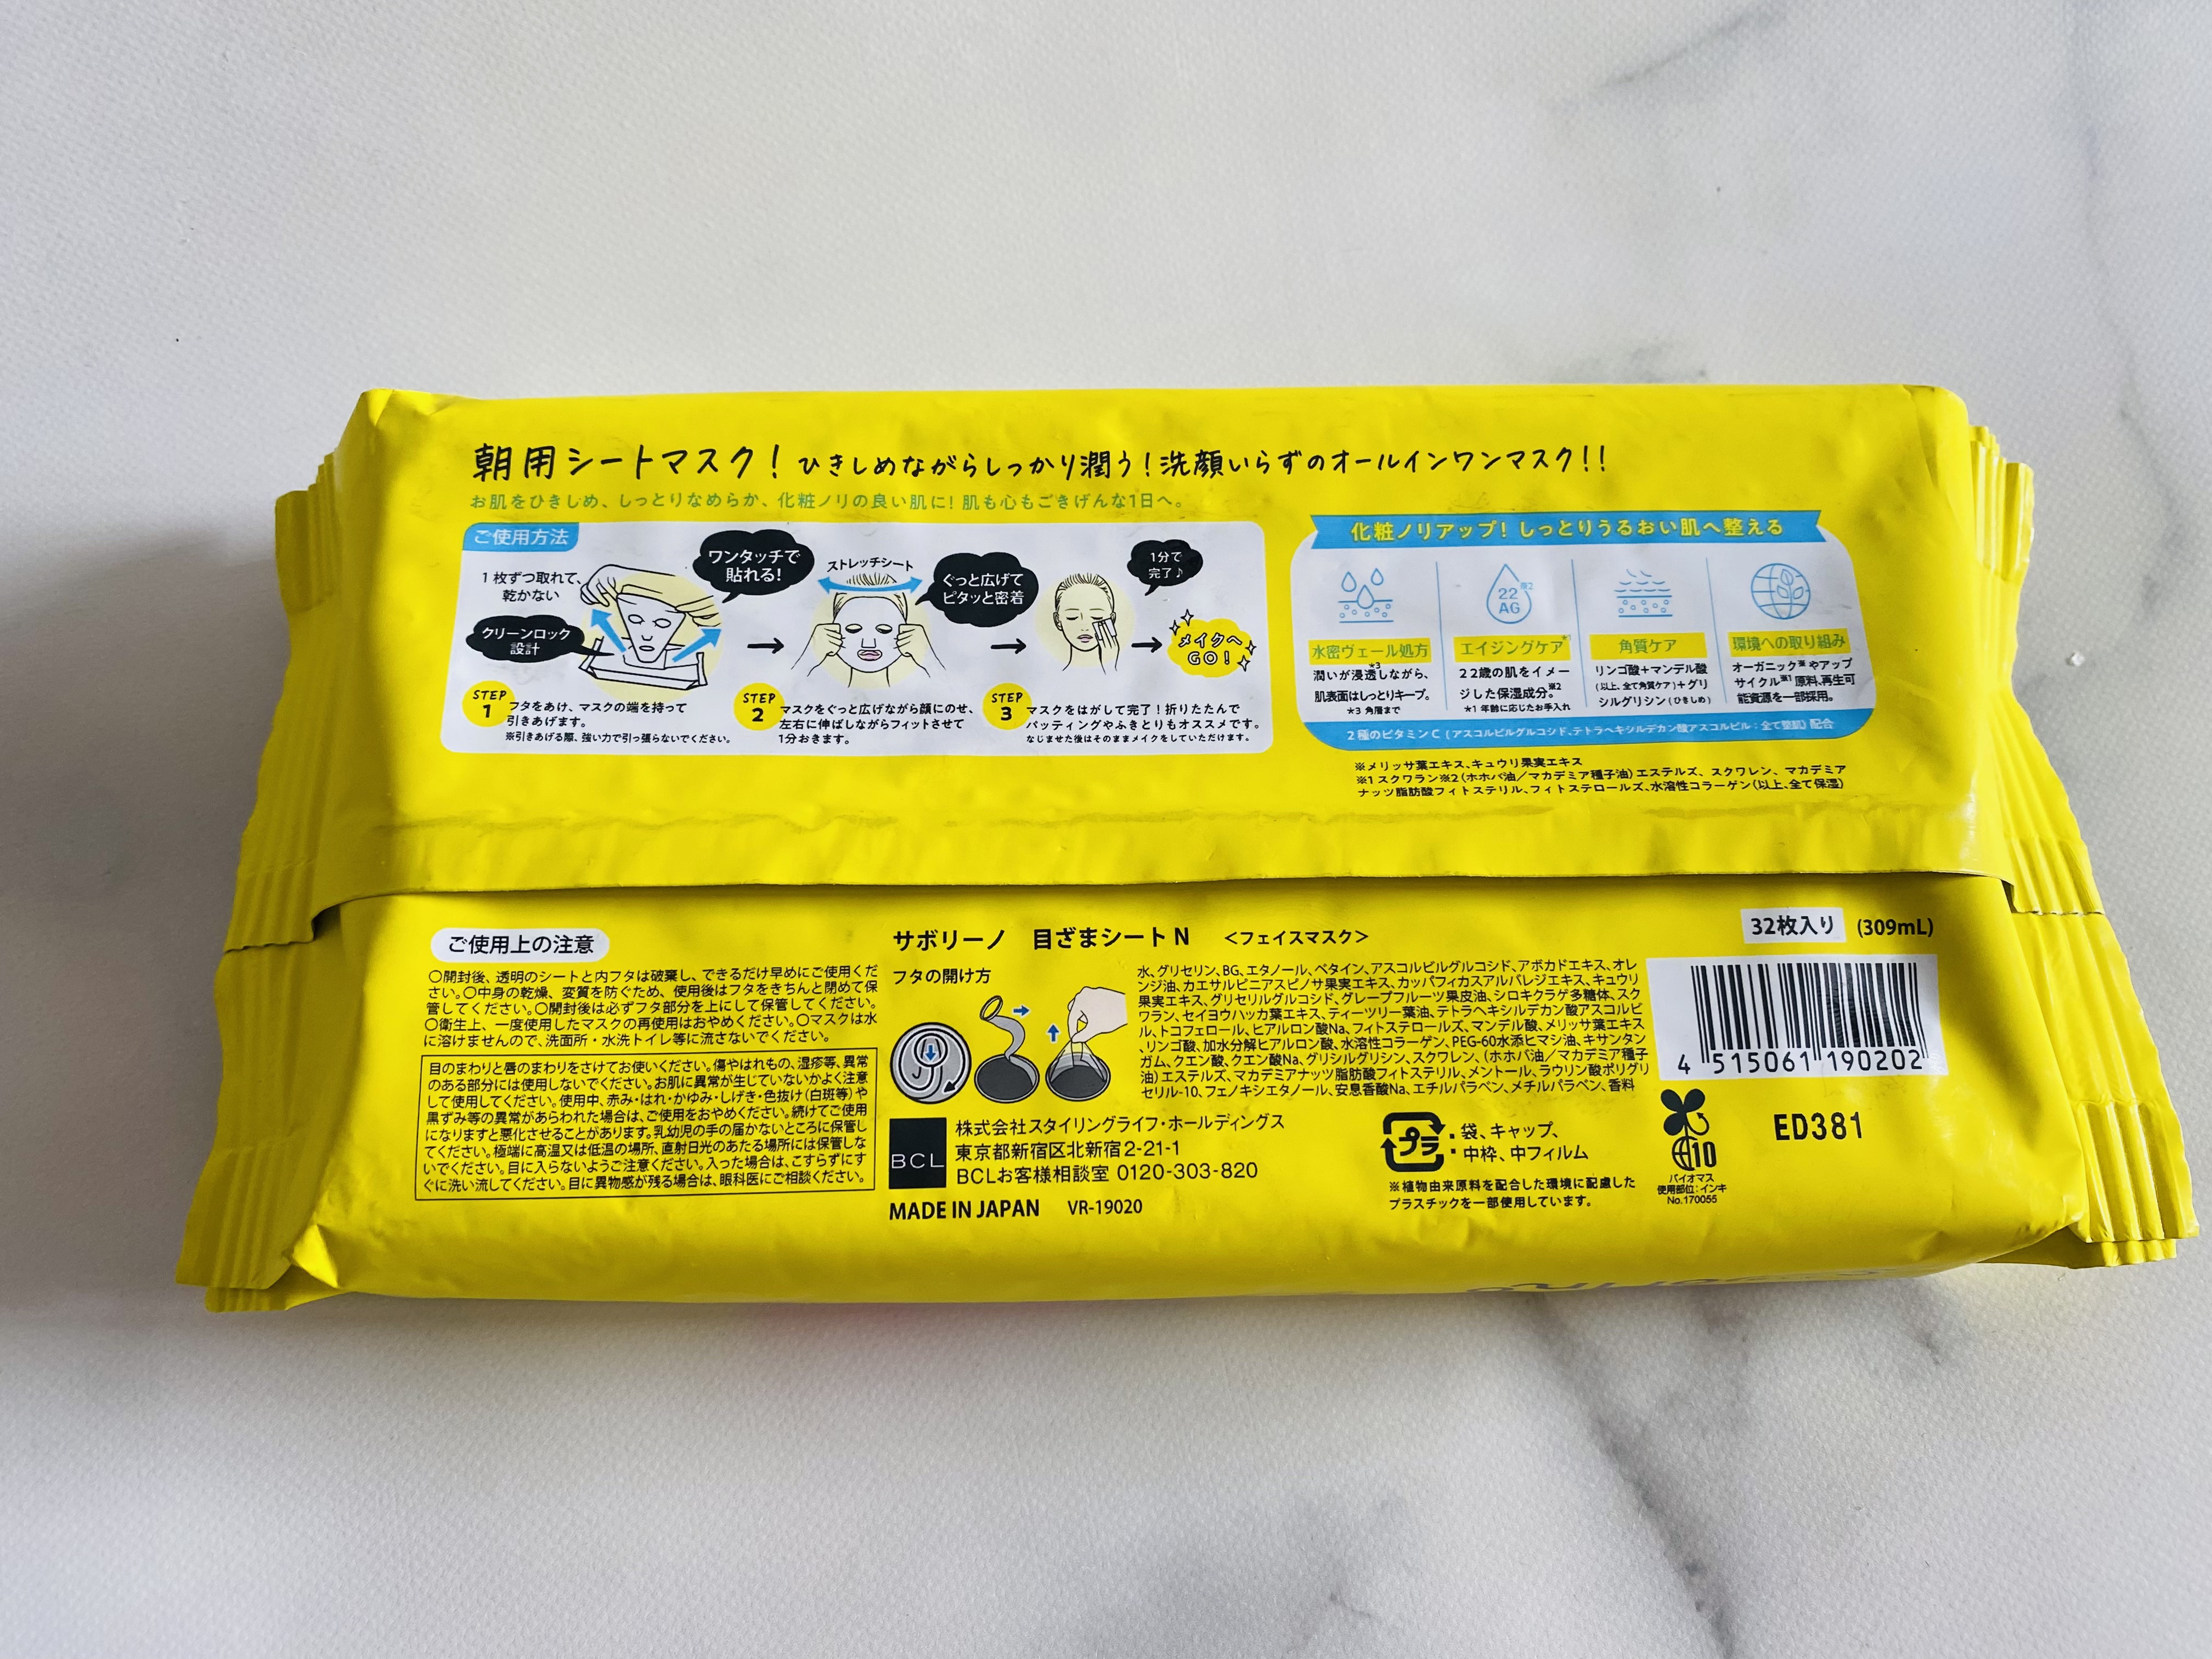 朝用シートマスク！ひきしめながらしっかり潤う！洗顔いらずのオールインワンマスク！！
お肌をひきしめ、しっとりなめらか、化粧ノリの良い肌に！肌も心もごきげんな1日へ。
ご使用方法
1枚ずつ取れて、
乾かない
クリーンロック
設計
ワンタッチで
貼れる！
ストレッチシート
ぐっと広げて
ピタッと密着
1分で
完了♪
メイクへ
GO！
STEP
1
フタをあけ、マスクの端を持って
引きあげます。
※引きあげる際、強い力で引っ張らないでください。
STEP
2
マスクをぐっと広げながら顔にのせ、
左右に伸ばしながらフィットさせて
1分おきます。
STEP
3
マスクをはがして完了！折りたたんで
パッティングやふきとりもオススメです。
なじませた後はそのままメイクをしていただけます。
化粧ノリアップ！しっとりうるおい肌へ整える
水密ヴェール処方
潤いが浸透*3しながら、
肌表面はしっとりキープ。
*3 角層まで
22
AG
※2
エイジングケア*1
22歳の肌をイメー
ジした保湿成分。※2
*1 年齢に応じたお手入れ
角質ケア
リンゴ酸＋マンデル酸
(以上、全て角質ケア)＋グリ
シルグリシン(ひきしめ)
環境への取り組み
オーガニック※やアップ
サイクル※1原料、再生可
能資源を一部採用。
2種のビタミンC (アスコルビルグルコシド、テトラヘキシルデカン酸アスコルビル：全て整肌) 配合
※メリッサ葉エキス、キュウリ果実エキス
※1 スクワラン※2（ホホバ油／マカデミア種子油）エステルズ、スクワレン、マカデミア
ナッツ脂肪酸フィトステリル、フィトステロールズ、水溶性コラーゲン（以上、全て保湿）
ご使用上の注意
〇開封後、透明のシートと内フタは破棄し、できるだけ早めにご使用くだ
さい。〇中身の乾燥、変質を防ぐため、使用後はフタをきちんと閉めて保
管してください。〇開封後は必ずフタ部分を上にして保管してください。
〇衛生上、一度使用したマスクの再使用はおやめください。〇マスクは水
に溶けませんので、洗面所・水洗トイレ等に流さないでください。
目のまわりと唇のまわりをさけてお使いください。傷やはれもの、湿疹等、異常
のある部分には使用しないでください。お肌に異常が生じていないかよく注意
して使用してください。使用中、赤み・はれ・かゆみ・しげき・色抜け（白斑等）や
黒ずみ等の異常があらわれた場合は、ご使用をおやめください。続けてご使用
になりますと悪化させることがあります。乳幼児の手の届かないところに保管し
てください。極端に高温又は低温の場所、直射日光のあたる場所には保管しな
いでください。目に入らないようご注意ください。入った場合は、こすらずにす
ぐに洗い流してください。目に異物感が残る場合は、眼科医にご相談ください。
サボリーノ　目ざまシート N　＜フェイスマスク＞
フタの開け方
水、グリセリン、BG、エタノール、ベタイン、アスコルビルグルコシド、アボカドエキス、オレ
ンジ油、カエサルピニアスピノサ果実エキス、カッパフィカスアルバレジエキス、キュウリ
果実エキス、グリセリルグルコシド、グレープフルーツ果皮油、シロキクラゲ多糖体、スク
ワラン、セイヨウハッカ葉エキス、ティーツリー葉油、テトラヘキシルデカン酸アスコルビ
ル、トコフェロール、ヒアルロン酸Na、フィトステロールズ、マンデル酸、メリッサ葉エキス
、リンゴ酸、加水分解ヒアルロン酸、水溶性コラーゲン、PEG-60水添ヒマシ油、キサンタン
ガム、クエン酸、クエン酸Na、グリシルグリシン、スクワレン、（ホホバ油／マカデミア種子
油）エステルズ、マカデミアナッツ脂肪酸フィトステリル、メントール、ラウリン酸ポリグリ
セリル-10、フェノキシエタノール、安息香酸Na、エチルパラベン、メチルパラベン、香料
32枚入り (309mL)
4 515061 190202
ED381
BCL
株式会社スタイリングライフ・ホールディングス
東京都新宿区北新宿2-21-1
BCLお客様相談室 0120-303-820
MADE IN JAPAN VR-19020
プラ
：袋、キャップ、
：中枠、中フィルム
※植物由来原料を配合した環境に配慮した
プラスチックを一部使用しています。
10
バイオマス
使用部位：インキ
No.170055